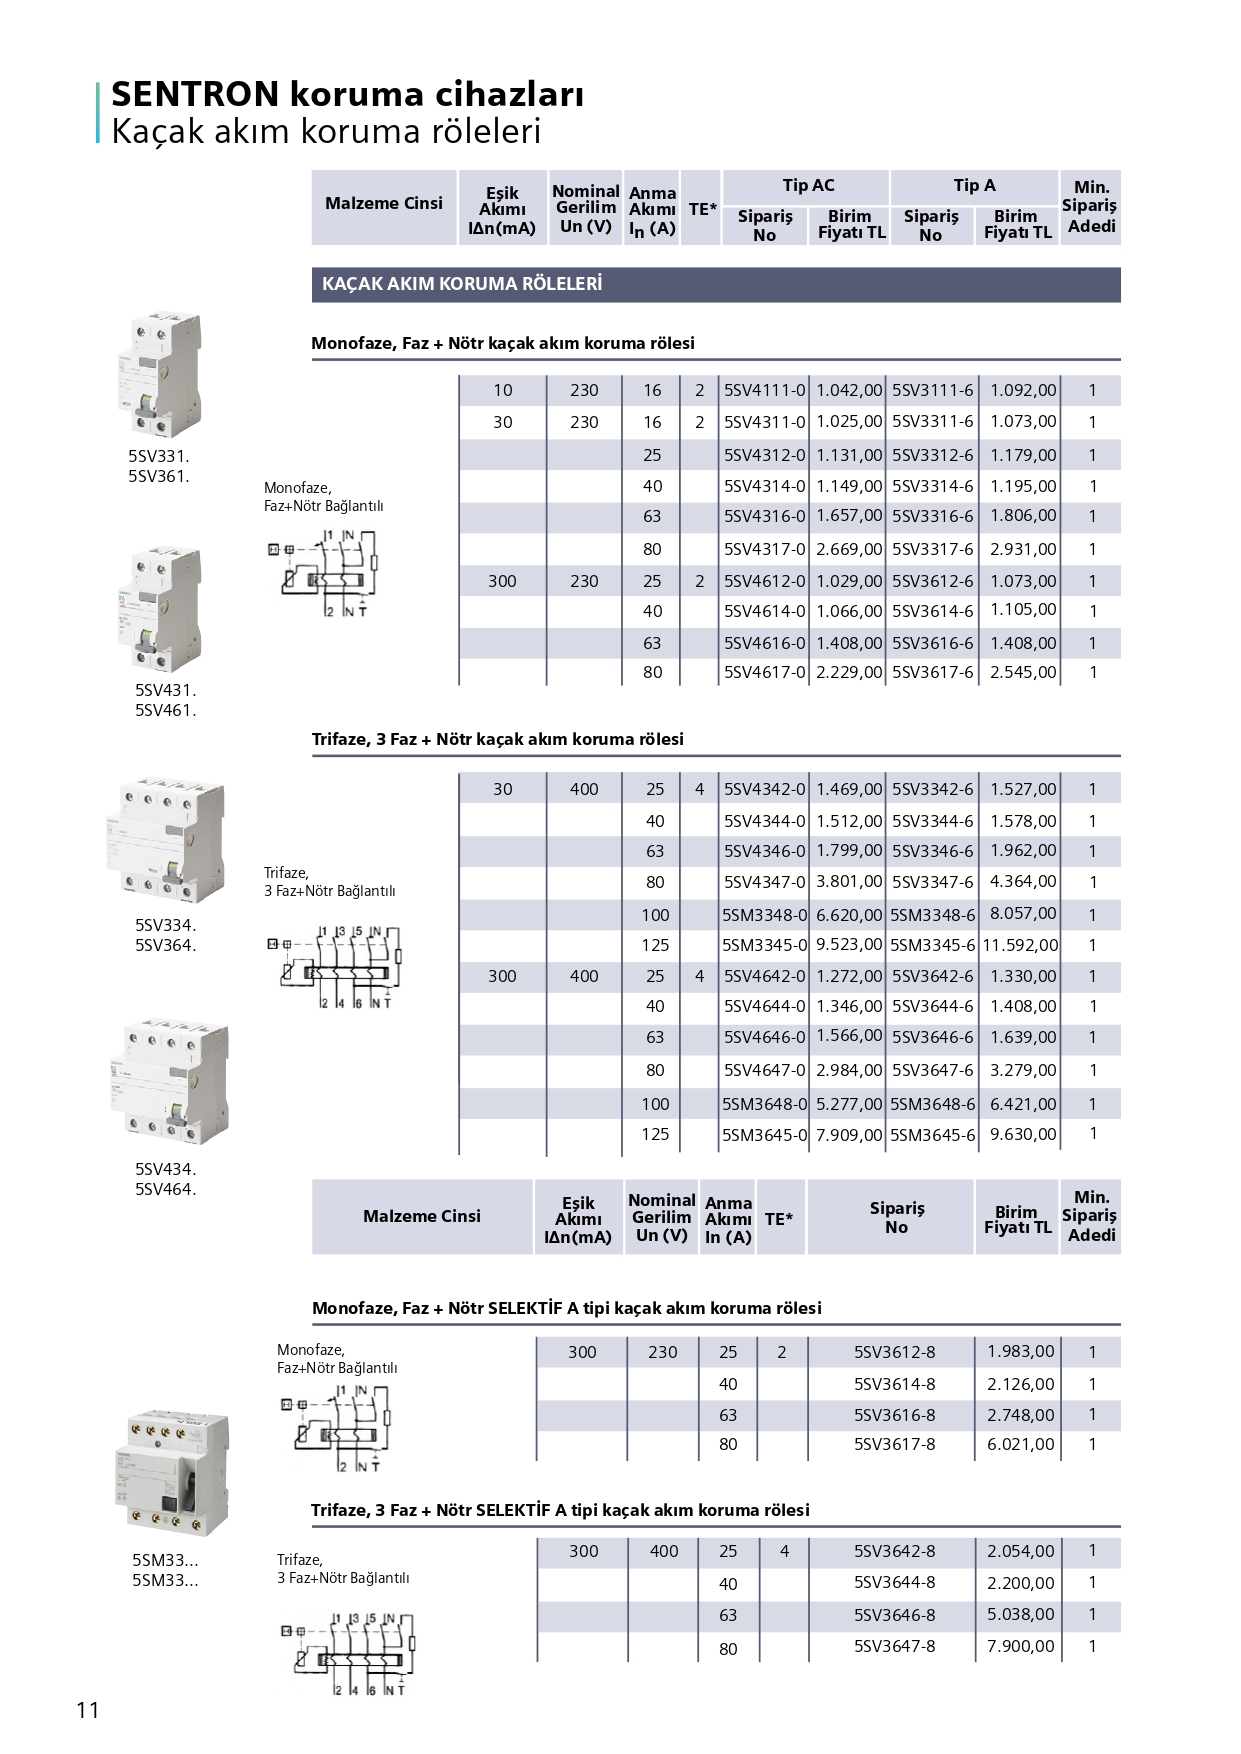 SENTRON koruma cihazları
Kaçak akım koruma röleleri
Malzeme Cinsi Eşik Akımı I∆n(mA) Nominal Gerilim Un (V) Anma Akımı In (A) TE* Tip AC Sipariş No Birim Fiyatı TL Tip A Sipariş No Birim Fiyatı TL Min. Sipariş Adedi
KAÇAK AKIM KORUMA RÖLELERİ
Monofaze, Faz + Nötr kaçak akım koruma rölesi
10 230 16 2 5SV4111-0 1.042,00 5SV3111-6 1.092,00 1
30 230 16 2 5SV4311-0 1.025,00 5SV3311-6 1.073,00 1
25 5SV4312-0 1.131,00 5SV3312-6 1.179,00 1
40 5SV4314-0 1.149,00 5SV3314-6 1.195,00 1
63 5SV4316-0 1.657,00 5SV3316-6 1.806,00 1
80 5SV4317-0 2.669,00 5SV3317-6 2.931,00 1
300 230 25 2 5SV4612-0 1.029,00 5SV3612-6 1.073,00 1
40 5SV4614-0 1.066,00 5SV3614-6 1.105,00 1
63 5SV4616-0 1.408,00 5SV3616-6 1.408,00 1
80 5SV4617-0 2.229,00 5SV3617-6 2.545,00 1
5SV331.
5SV361.
Monofaze,
Faz+Nötr Bağlantılı
1 N
2 N T
5SV431.
5SV461.
Trifaze, 3 Faz + Nötr kaçak akım koruma rölesi
30 400 25 4 5SV4342-0 1.469,00 5SV3342-6 1.527,00 1
40 5SV4344-0 1.512,00 5SV3344-6 1.578,00 1
63 5SV4346-0 1.799,00 5SV3346-6 1.962,00 1
80 5SV4347-0 3.801,00 5SV3347-6 4.364,00 1
100 5SM3348-0 6.620,00 5SM3348-6 8.057,00 1
125 5SM3345-0 9.523,00 5SM3345-6 11.592,00 1
300 400 25 4 5SV4642-0 1.272,00 5SV3642-6 1.330,00 1
40 5SV4644-0 1.346,00 5SV3644-6 1.408,00 1
63 5SV4646-0 1.566,00 5SV3646-6 1.639,00 1
80 5SV4647-0 2.984,00 5SV3647-6 3.279,00 1
100 5SM3648-0 5.277,00 5SM3648-6 6.421,00 1
125 5SM3645-0 7.909,00 5SM3645-6 9.630,00 1
Trifaze,
3 Faz+Nötr Bağlantılı
1 3 5 N
2 4 6 N T
5SV334.
5SV364.
5SV434.
5SV464.
Malzeme Cinsi Eşik Akımı I∆n(mA) Nominal Gerilim Un (V) Anma Akımı In (A) TE* Sipariş No Birim Fiyatı TL Min. Sipariş Adedi
Monofaze, Faz + Nötr SELEKTİF A tipi kaçak akım koruma rölesi
Monofaze,
Faz+Nötr Bağlantılı
1 N
2 N T
300 230 25 2 5SV3612-8 1.983,00 1
40 5SV3614-8 2.126,00 1
63 5SV3616-8 2.748,00 1
80 5SV3617-8 6.021,00 1
Trifaze, 3 Faz + Nötr SELEKTİF A tipi kaçak akım koruma rölesi
300 400 25 4 5SV3642-8 2.054,00 1
40 5SV3644-8 2.200,00 1
63 5SV3646-8 5.038,00 1
80 5SV3647-8 7.900,00 1
5SM33...
5SM33...
Trifaze,
3 Faz+Nötr Bağlantılı
1 3 5 N
2 4 6 N T
11